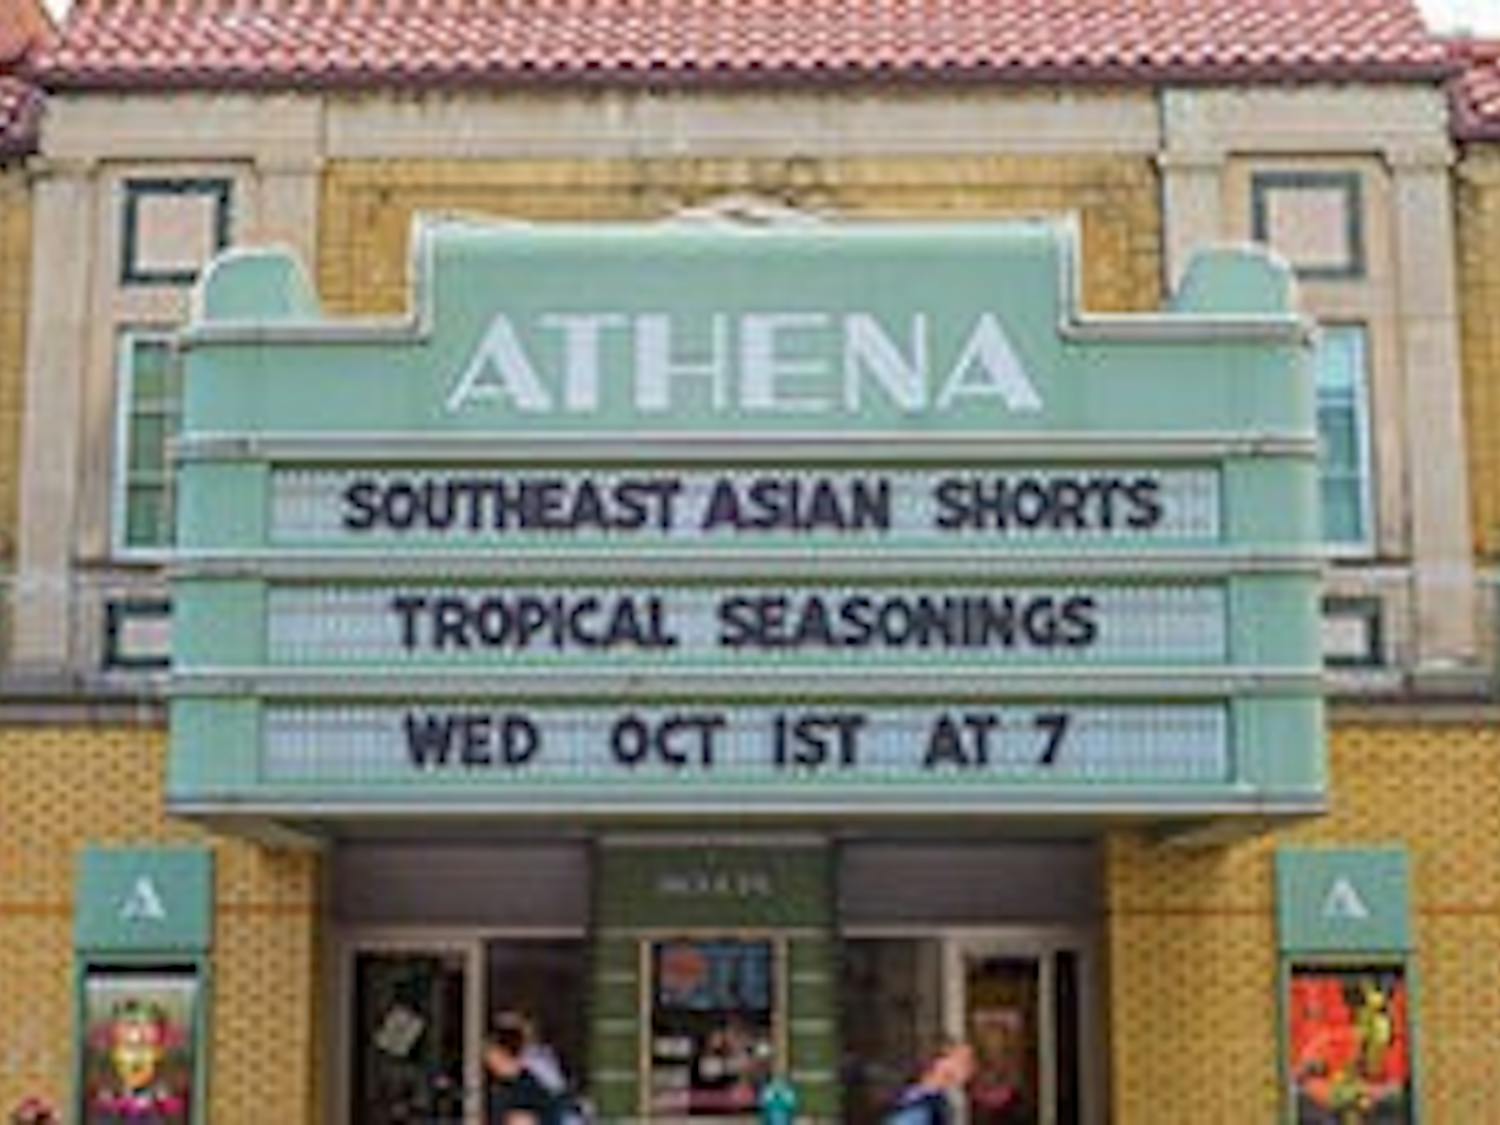 ATHENA
SOUTHEAST ASIAN SHORTS
TROPICAL SEASONINGS
WED OCT 1ST AT 7
A
A